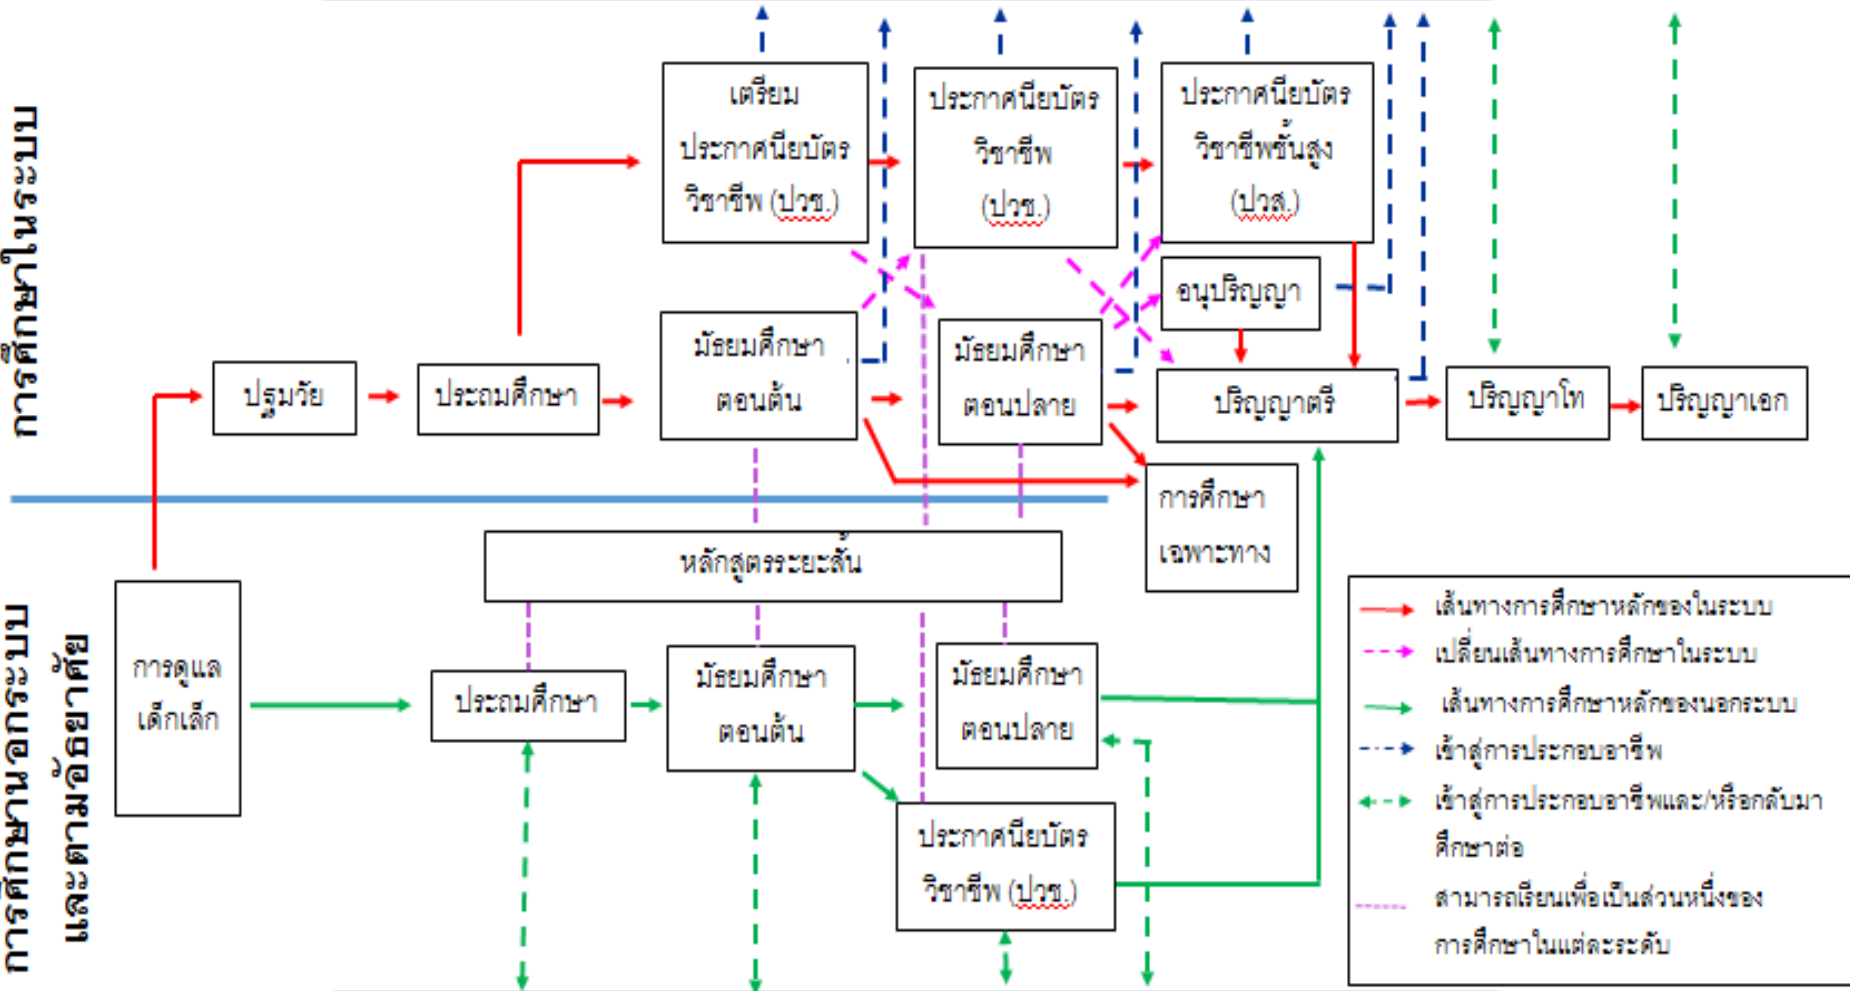 การศึกษาในระบบ
เตรียม
ประกาศนียบัตร
วิชาชีพ (ปวช.)
ประกาศนียบัตร
วิชาชีพ
(ปวช.)
ประกาศนียบัตร
วิชาชีพชั้นสูง
(ปวส.)
อนุปริญญา
ปฐมวัย
ประถมศึกษา
มัธยมศึกษา
ตอนต้น
มัธยมศึกษา
ตอนปลาย
ปริญญาตรี
ปริญญาโท
ปริญญาเอก
การศึกษา
เฉพาะทาง
หลักสูตรระยะสั้น
การศึกษานอกระบบ
และตามอัธยาศัย
การดูแล
เด็กเล็ก
ประถมศึกษา
มัธยมศึกษา
ตอนต้น
มัธยมศึกษา
ตอนปลาย
ประกาศนียบัตร
วิชาชีพ (ปวช.)
เส้นทางการศึกษาหลักของในระบบ
เปลี่ยนเส้นทางการศึกษาในระบบ
เส้นทางการศึกษาหลักของนอกระบบ
เข้าสู่การประกอบอาชีพ
เข้าสู่การประกอบอาชีพและ/หรือกลับมา
ศึกษาต่อ
สามารถเรียนเพื่อเป็นส่วนหนึ่งของ
การศึกษาในแต่ละระดับ